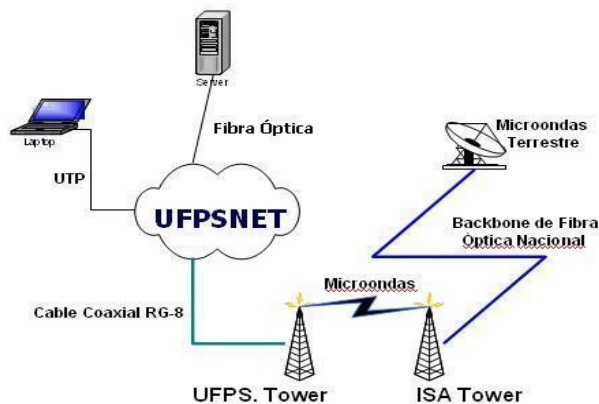 Server
Fibra Óptica
Laptop
UTP
UFPSNET
Microondas
Terrestre
Backbone de Fibra
Óptica Nacional
Microondas
Cable Coaxial RG-8
UFPS. Tower
ISA Tower